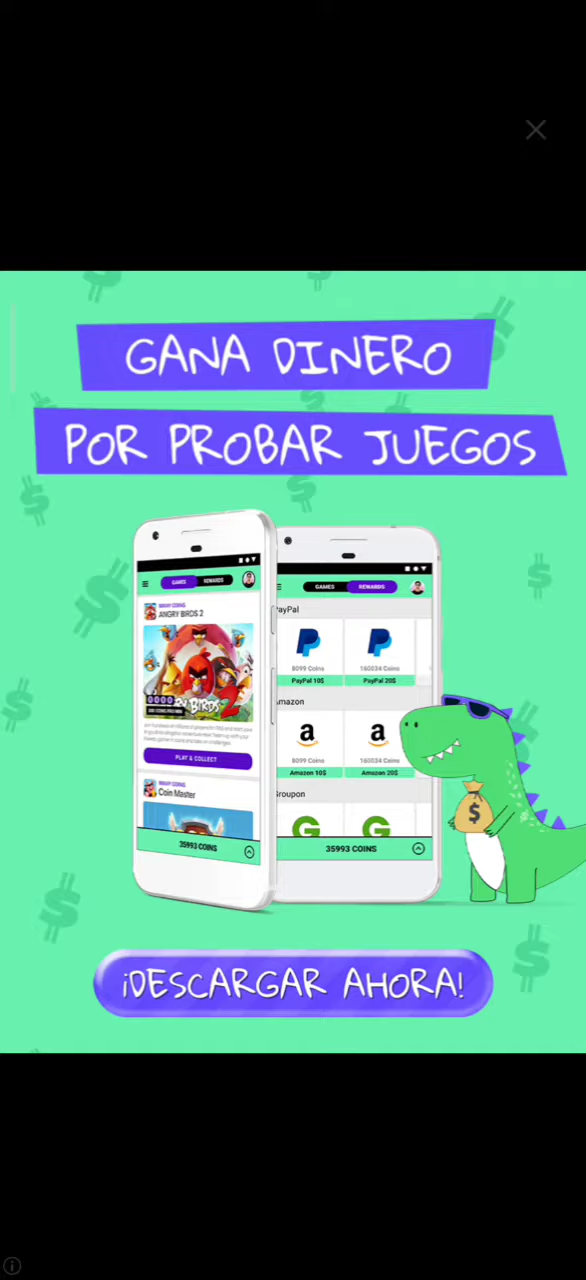 GANA DINERO
POR PROBAR JUEGOS
GAMES REWARDS
ANGRY BIRDS 2
PLAY & COLLECT
Coin Master
35993 COINS
GAMES REWARDS
PayPal
8099 Coins
160034 Coins
PayPal 10$
PayPal 20$
Amazon
8099 Coins
160034 Coins
Amazon 10$
Amazon 20$
Groupon
35993 COINS
¡DESCARGAR AHORA!